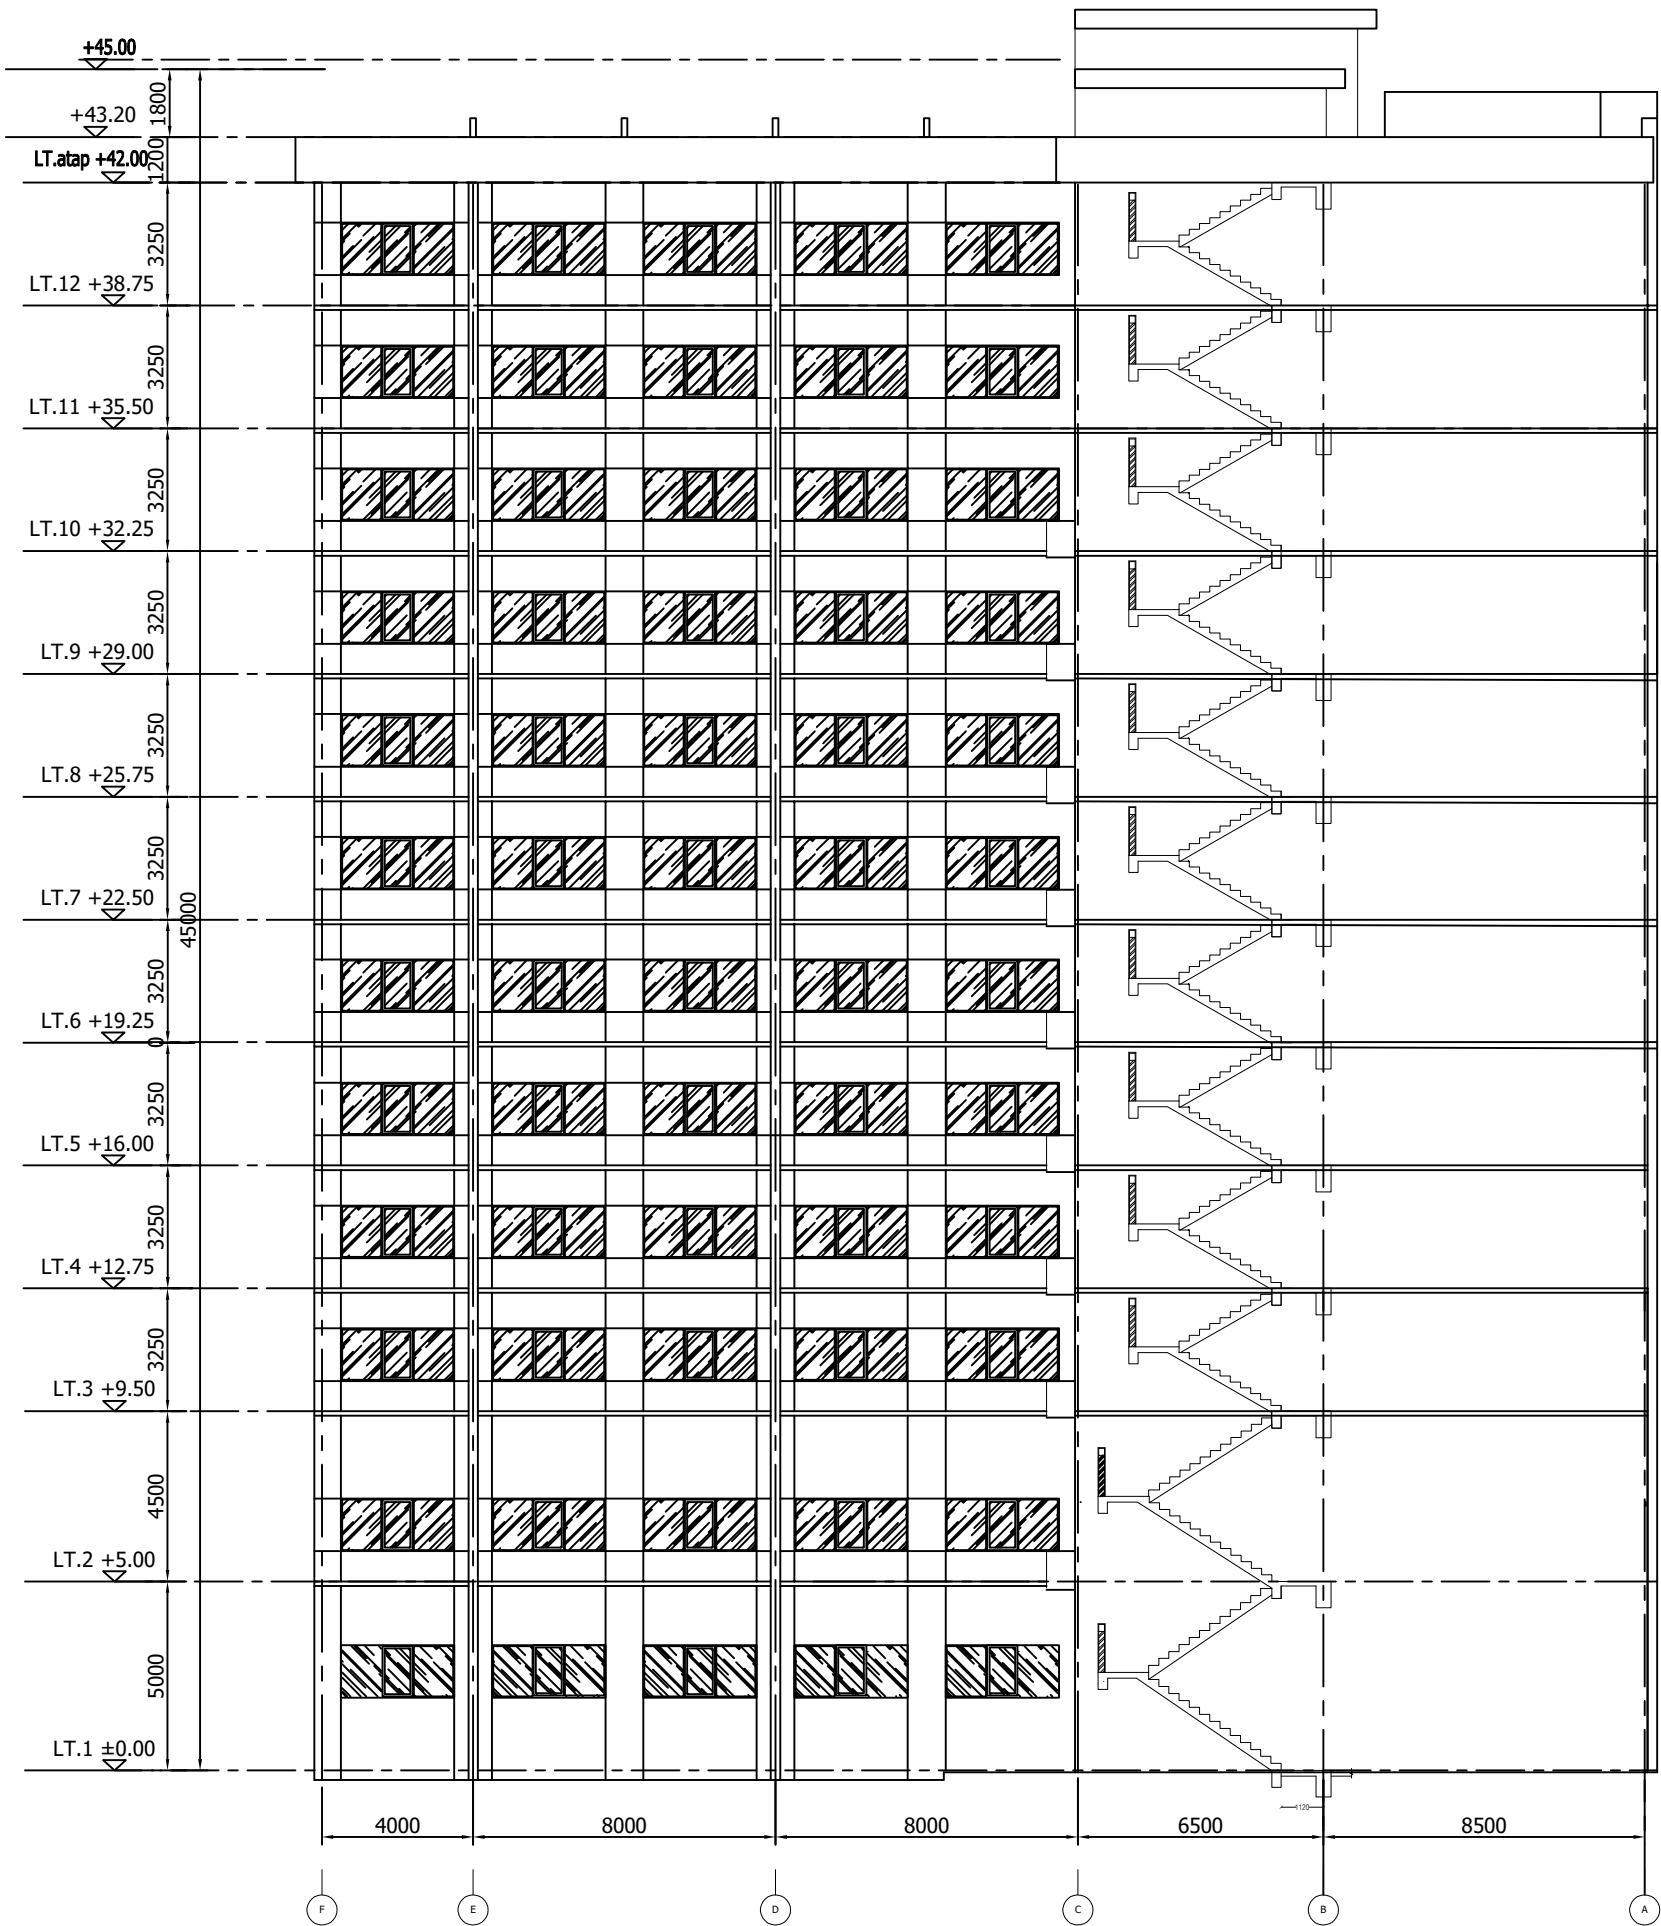 +45.00
1800
+43.20
1200
LT.atap +42.00
3250
LT.12 +38.75
3250
LT.11 +35.50
3250
LT.10 +32.25
3250
LT.9 +29.00
3250
LT.8 +25.75
3250
LT.7 +22.50
45000
3250
LT.6 +19.25
0
3250
LT.5 +16.00
3250
LT.4 +12.75
3250
LT.3 +9.50
4500
LT.2 +5.00
5000
LT.1 ±0.00
1120
4000 8000 8000 6500 8500
F E D C B A